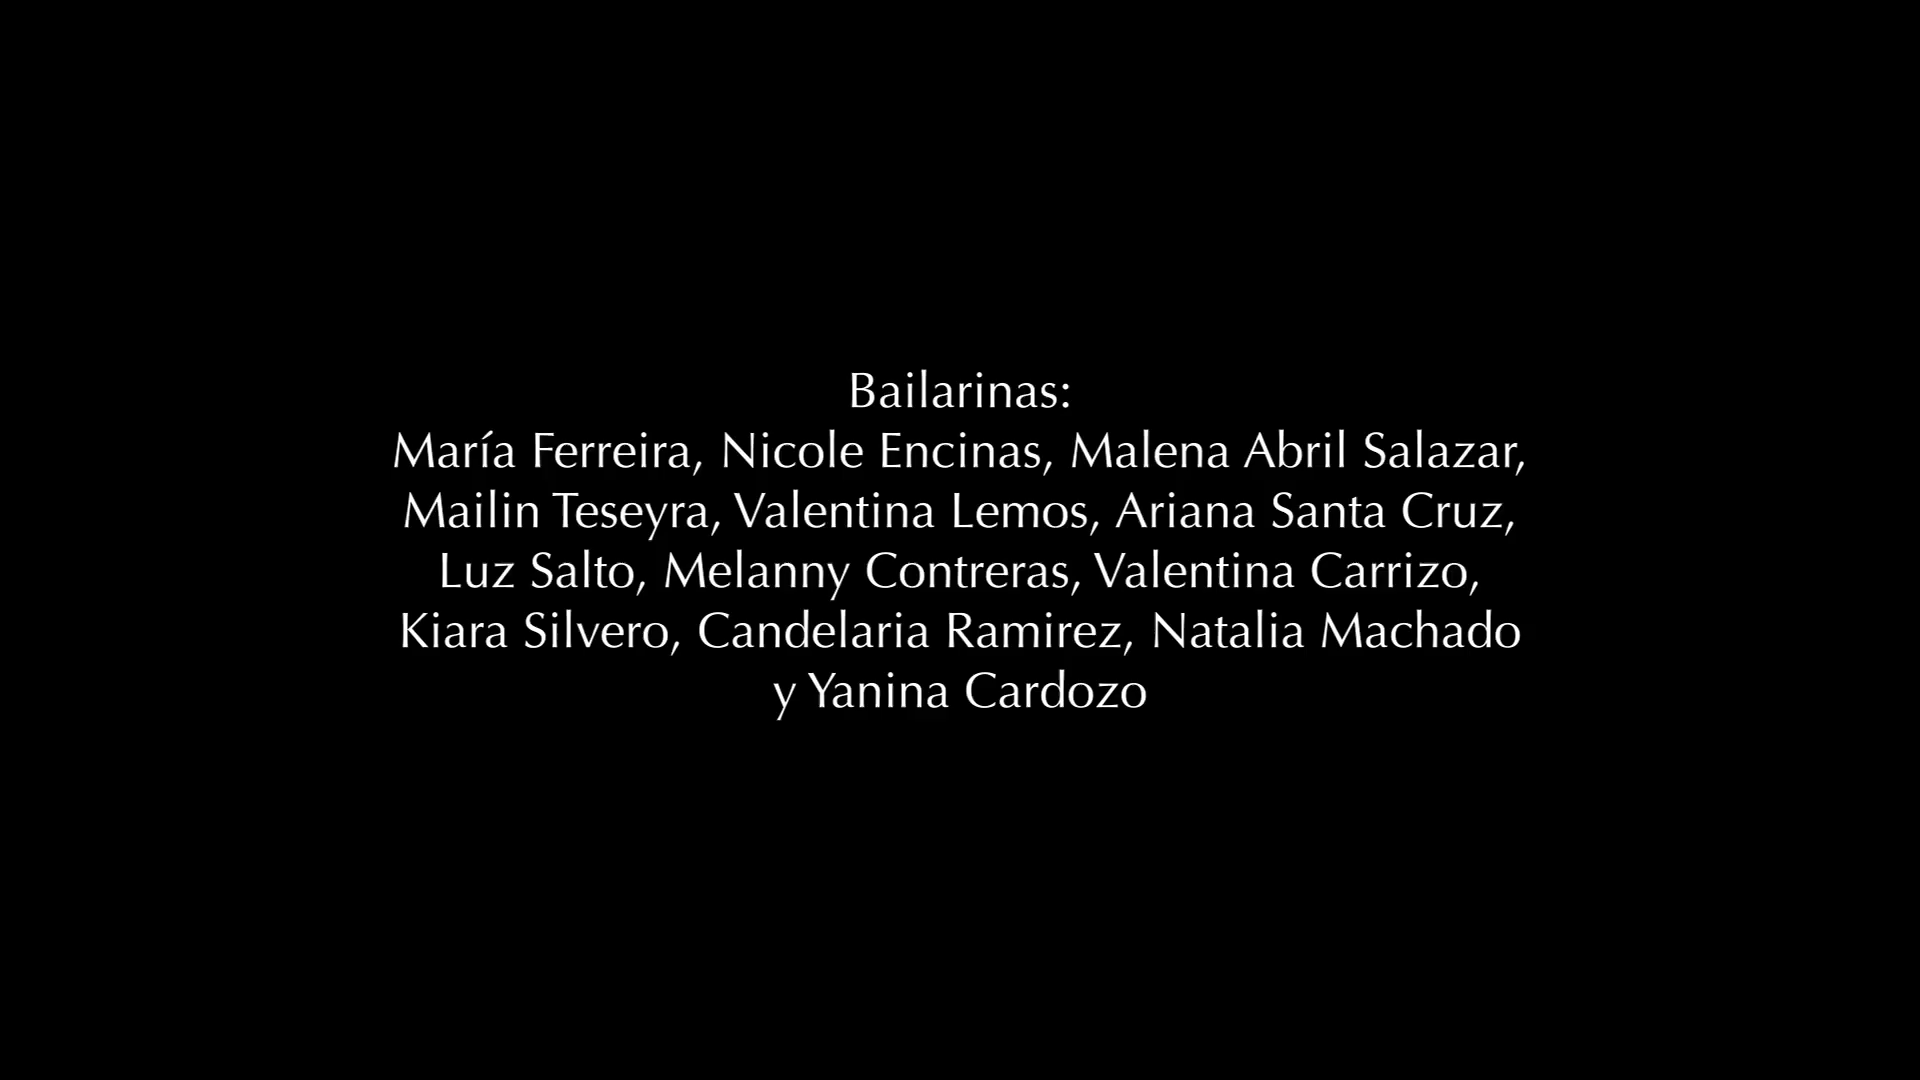 Bailarinas:
María Ferreira, Nicole Encinas, Malena Abril Salazar,
Mailin Teseyra, Valentina Lemos, Ariana Santa Cruz,
Luz Salto, Melanny Contreras, Valentina Carrizo,
Kiara Silvero, Candelaria Ramirez, Natalia Machado
y Yanina Cardozo